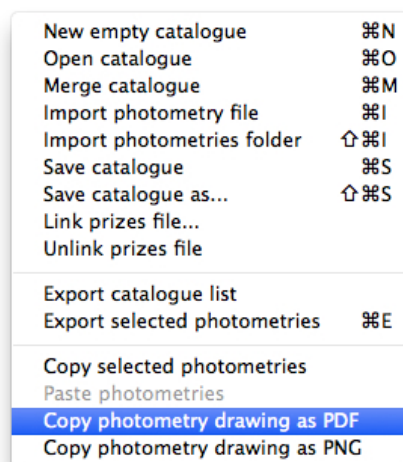 New empty catalogue ⌘N
Open catalogue ⌘O
Merge catalogue ⌘M
Import photometry file ⌘I
Import photometries folder ⇧⌘I
Save catalogue ⌘S
Save catalogue as... ⇧⌘S
Link prizes file...
Unlink prizes file
Export catalogue list
Export selected photometries ⌘E
Copy selected photometries
Paste photometries
Copy photometry drawing as PDF
Copy photometry drawing as PNG